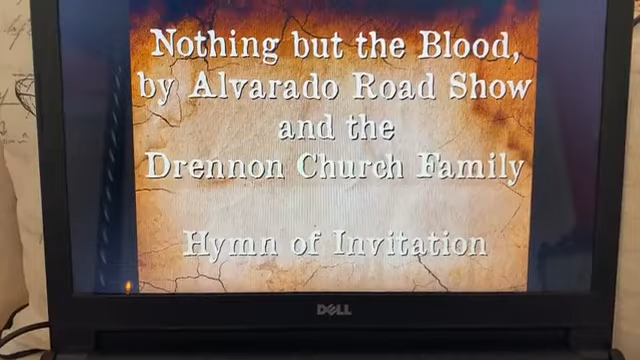 Nothing but the Blood,
by Alvarado Road Show
and the
Drennon Church Family
Hymn of Invitation
DELL